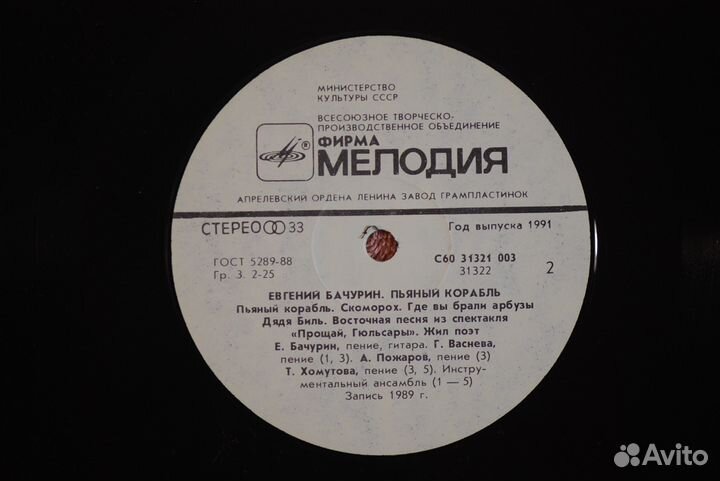 МИНИСТЕРСТВО
КУЛЬТУРЫ СССР
ВСЕСОЮЗНОЕ ТВОРЧЕСКО-
ПРОИЗВОДСТВЕННОЕ ОБЪЕДИНЕНИЕ
®
ФИРМА
МЕЛОДИЯ
АПРЕЛЕВСКИЙ ОРДЕНА ЛЕНИНА ЗАВОД ГРАМПЛАСТИНОК
СТЕРЕО 33
Год выпуска 1991
ГОСТ 5289-88
Гр. 3. 2-25
С60 31321 003
31322
2
ЕВГЕНИЙ БАЧУРИН. ПЬЯНЫЙ КОРАБЛЬ
Пьяный корабль. Скоморох. Где вы брали арбузы
Дядя Биль. Восточная песня из спектакля
«Прощай, Гюльсары». Жил поэт
Е. Бачурин, пение, гитара. Г. Васнева,
пение (1, 3). А. Пожаров, пение (3)
Т. Хомутова, пение (3, 5). Инстру-
ментальный ансамбль (1 — 5)
Запись 1989 г.
Avito